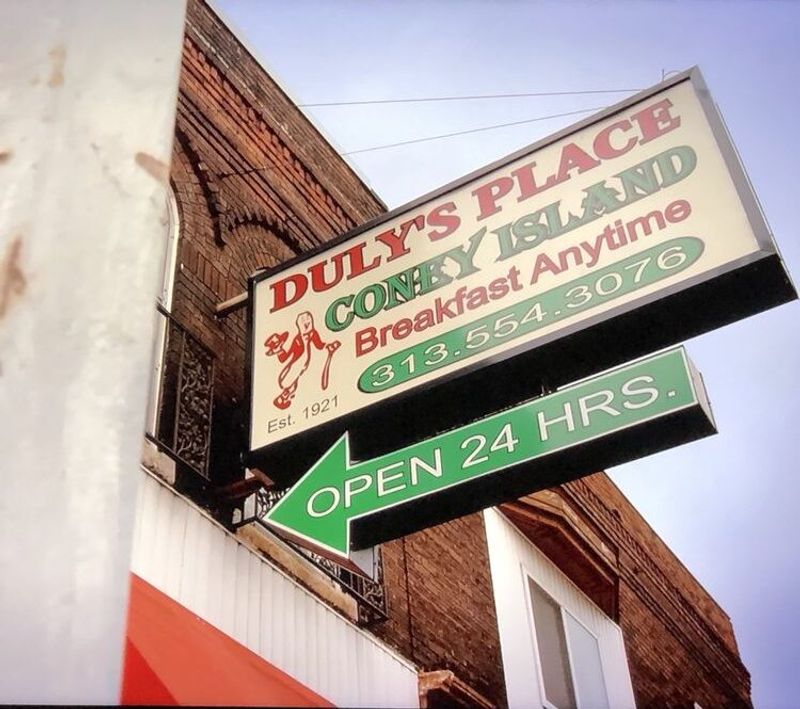 DULY'S PLACE
CONEY ISLAND
Breakfast Anytime
313.554.3076
Est. 1921
OPEN 24 HRS.